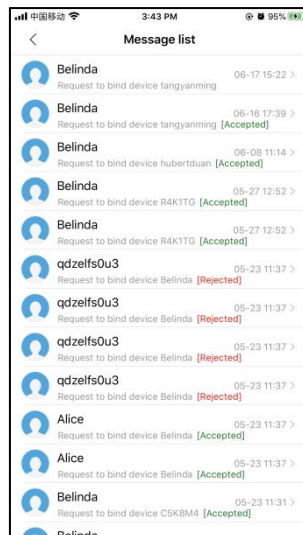 中国移动 3:43 PM 95%
Message list
Belinda
06-17 15:22 >
Request to bind device tangyanming
Belinda
06-16 17:39 >
Request to bind device tangyanming [Accepted]
Belinda
06-08 11:14 >
Request to bind device hubertduan [Accepted]
Belinda
05-27 12:52 >
Request to bind device R4K1TG [Accepted]
Belinda
05-27 12:52 >
Request to bind device R4K1TG [Accepted]
qdzelfs0u3
05-23 11:37 >
Request to bind device Belinda [Rejected]
qdzelfs0u3
05-23 11:37 >
Request to bind device Belinda [Rejected]
qdzelfs0u3
05-23 11:37 >
Request to bind device Belinda [Rejected]
qdzelfs0u3
05-23 11:37 >
Request to bind device Belinda [Rejected]
Alice
05-23 11:37 >
Request to bind device Belinda [Accepted]
Alice
05-23 11:37 >
Request to bind device Belinda [Accepted]
Belinda
05-23 11:31 >
Request to bind device C5K8M4 [Accepted]
Belinda